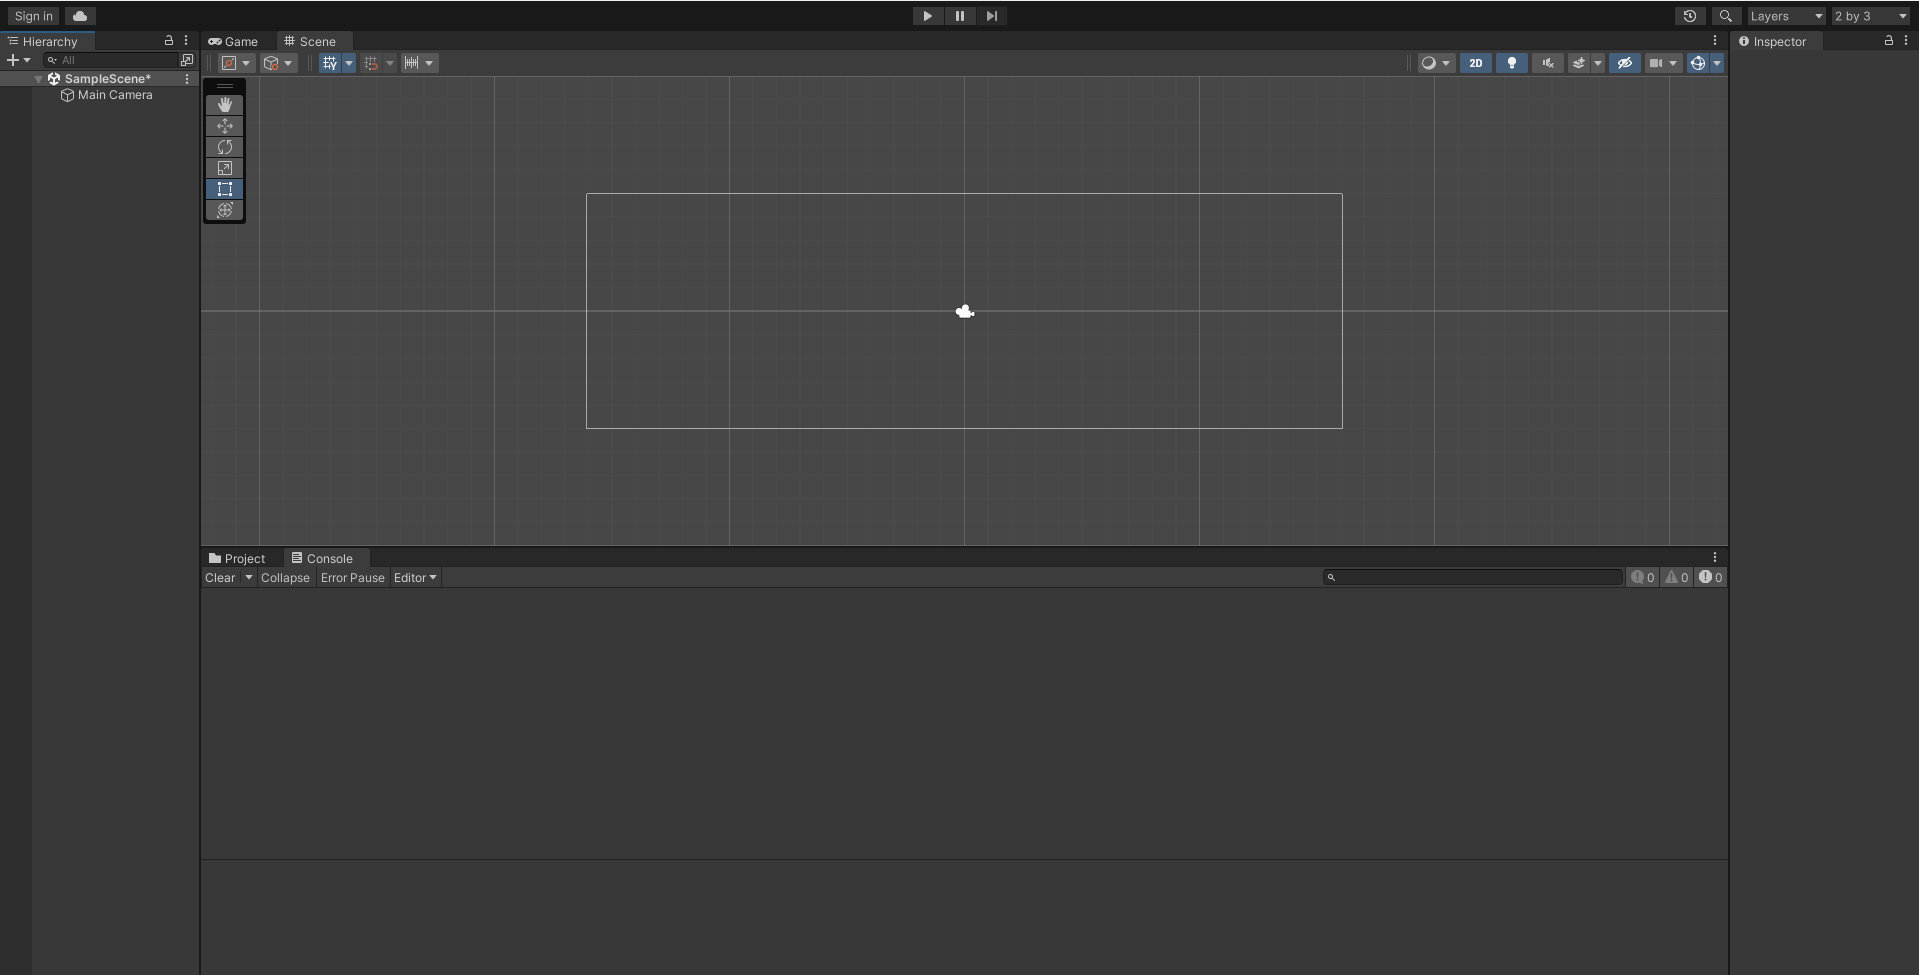 Sign in
Layers
2 by 3
Hierarchy
Game
Scene
Inspector
All
2D
SampleScene*
Main Camera
Project
Console
Clear
Collapse
Error Pause
Editor
0
0
0